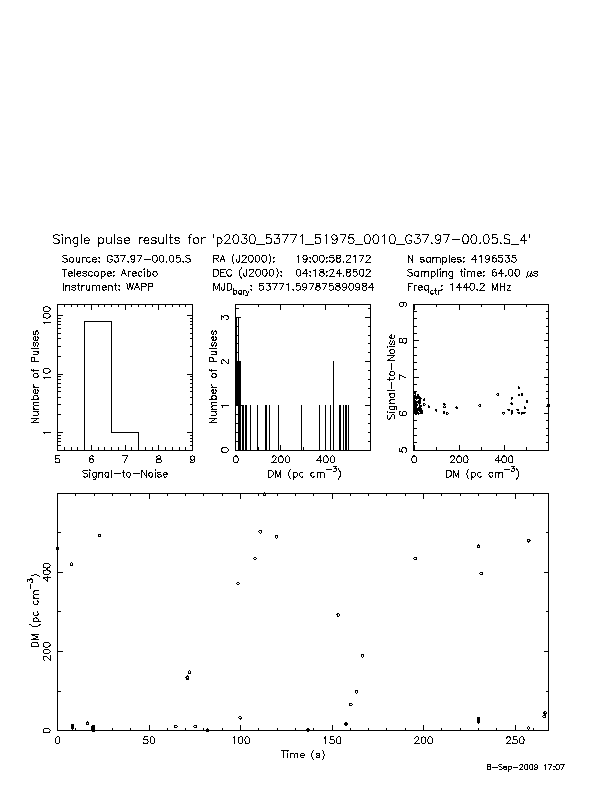 Single pulse results for 'p2030_53771_51975_0010_G37.97-00.05.S_4'
Source: G37.97-00.05.S RA (J2000): 19:00:58.2172 N samples: 4196535
Telescope: Arecibo DEC (J2000): 04:18:24.8502 Sampling time: 64.00 μs
Instrument: WAPP MJD_bary: 53771.597875890984 Freq_ctr: 1440.2 MHz
Number of Pulses
1 10 100
5 6 7 8 9
Signal-to-Noise
Number of Pulses
0 1 2 3
0 200 400
DM (pc cm^-3)
Signal-to-Noise
5 6 7 8 9
0 200 400
DM (pc cm^-3)
DM (pc cm^-3)
0 200 400
0 50 100 150 200 250
Time (s)
8-Sep-2009 17:07